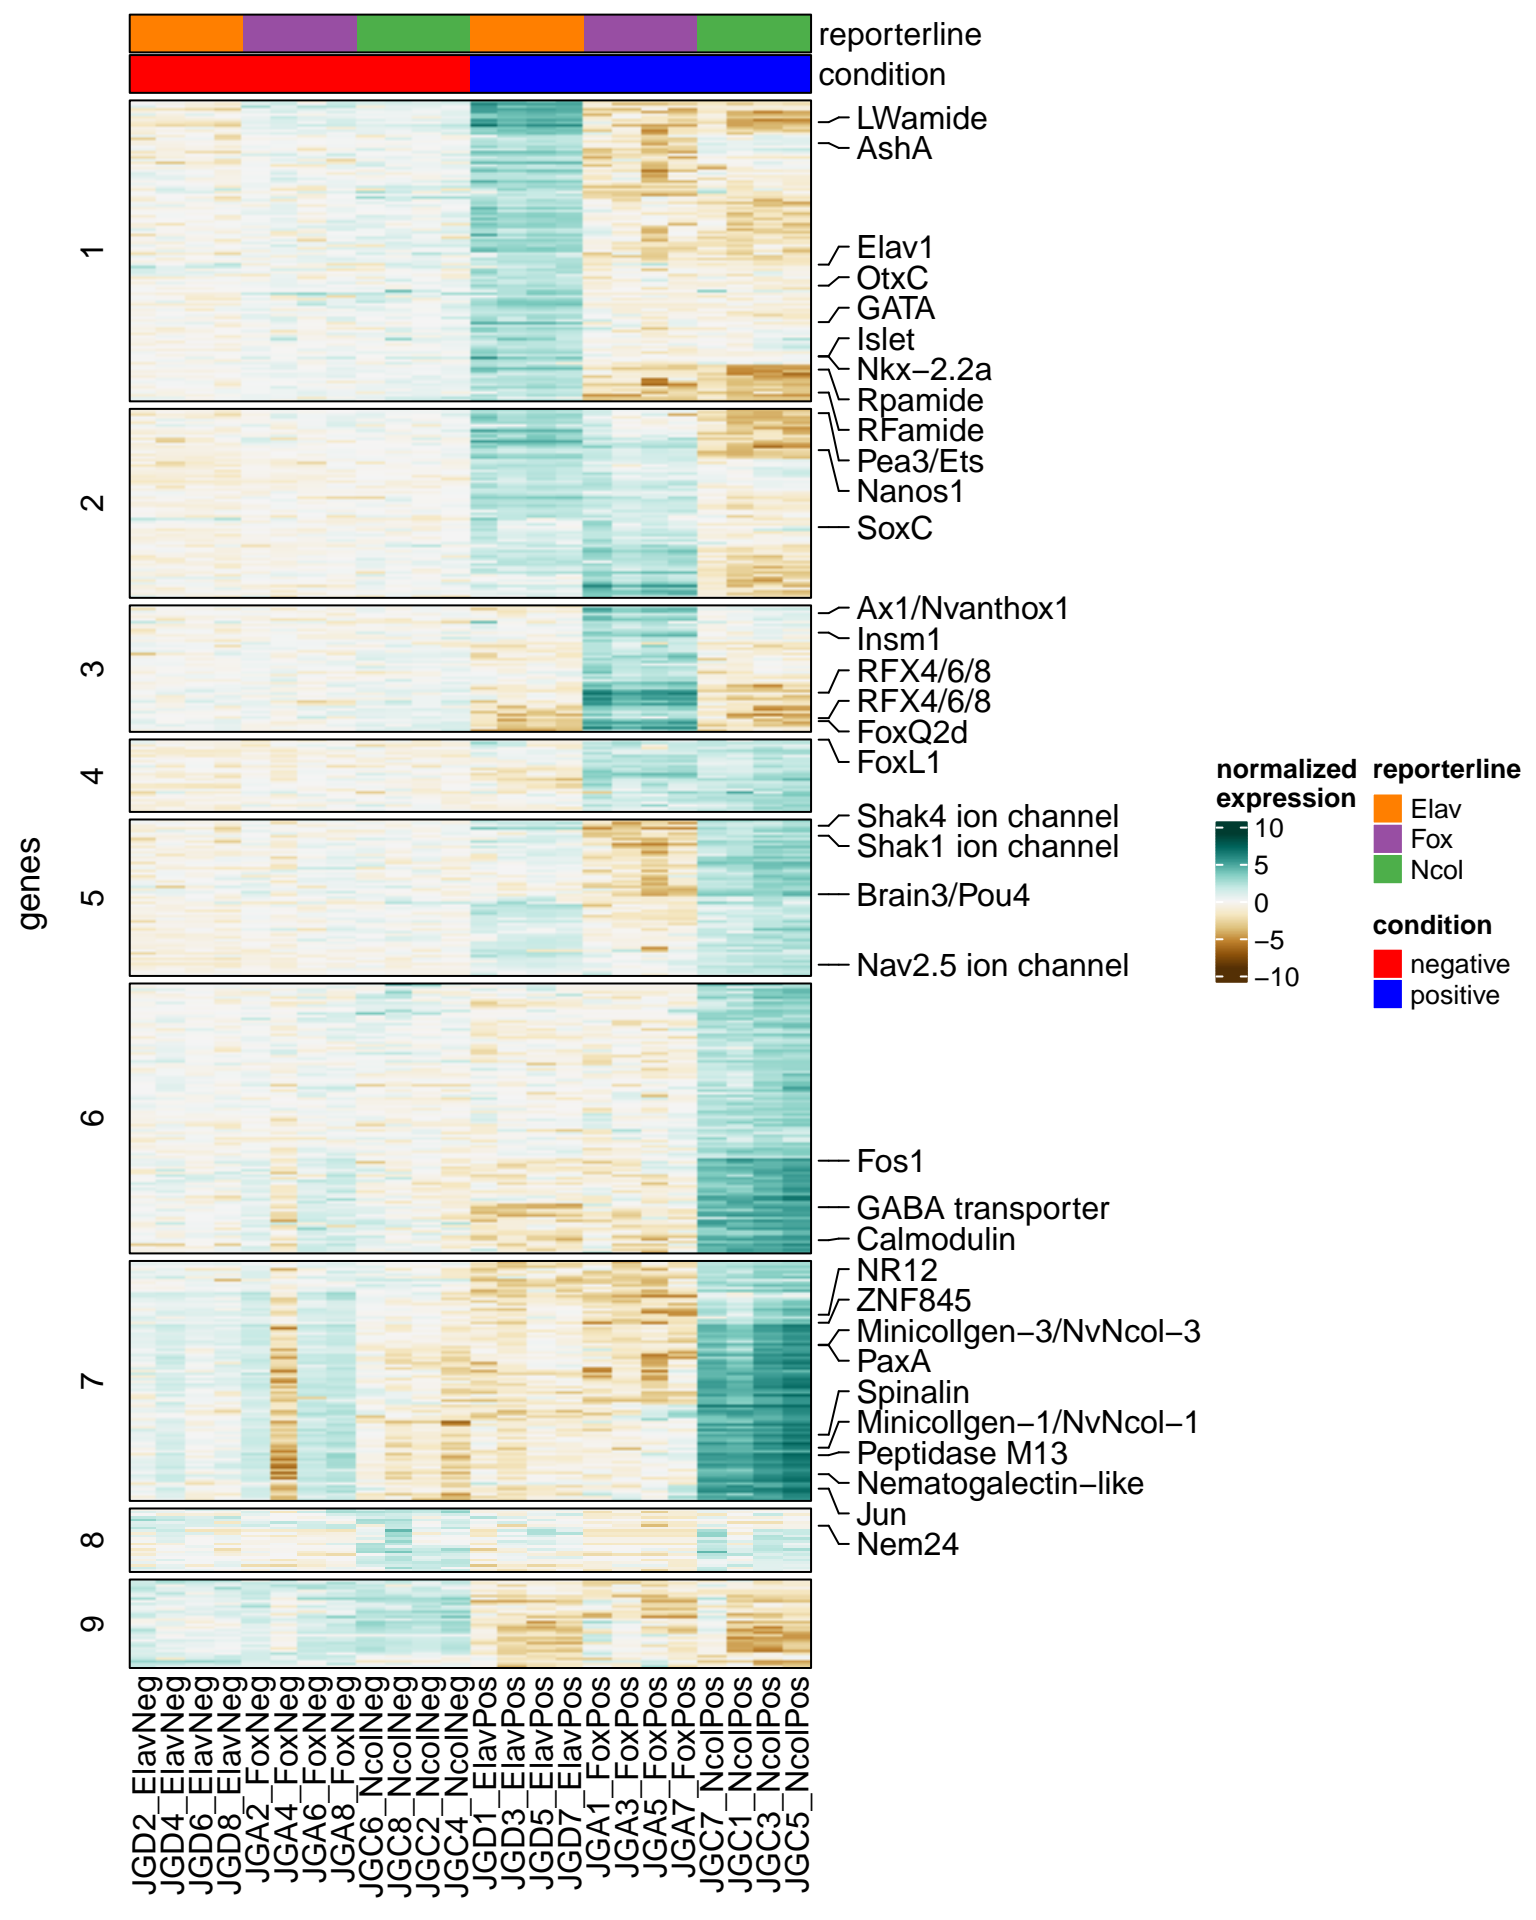 reporterline
condition
LWamide
AshA
Elav1
OtxC
GATA
Islet
Nkx−2.2a
Rpamide
RFamide
Pea3/Ets
Nanos1
SoxC
Ax1/Nvanthox1
Insm1
RFX4/6/8
RFX4/6/8
FoxQ2d
FoxL1
Shak4 ion channel
Shak1 ion channel
Brain3/Pou4
Nav2.5 ion channel
Fos1
GABA transporter
Calmodulin
NR12
ZNF845
Minicollgen−3/NvNcol−3
PaxA
Spinalin
Minicollgen−1/NvNcol−1
Peptidase M13
Nematogalectin−like
Jun
Nem24
1
2
3
4
5
6
7
8
9
genes
normalized
expression
10
5
0
−5
−10
reporterline
Elav
Fox
Ncol
condition
negative
positive
JGD2_ElavNeg
JGD4_ElavNeg
JGD6_ElavNeg
JGD8_ElavNeg
JGA2_FoxNeg
JGA4_FoxNeg
JGA6_FoxNeg
JGA8_FoxNeg
JGC6_NcolNeg
JGC8_NcolNeg
JGC2_NcolNeg
JGC4_NcolNeg
JGD1_ElavPos
JGD3_ElavPos
JGD5_ElavPos
JGD7_ElavPos
JGA1_FoxPos
JGA3_FoxPos
JGA5_FoxPos
JGA7_FoxPos
JGC7_NcolPos
JGC1_NcolPos
JGC3_NcolPos
JGC5_NcolPos